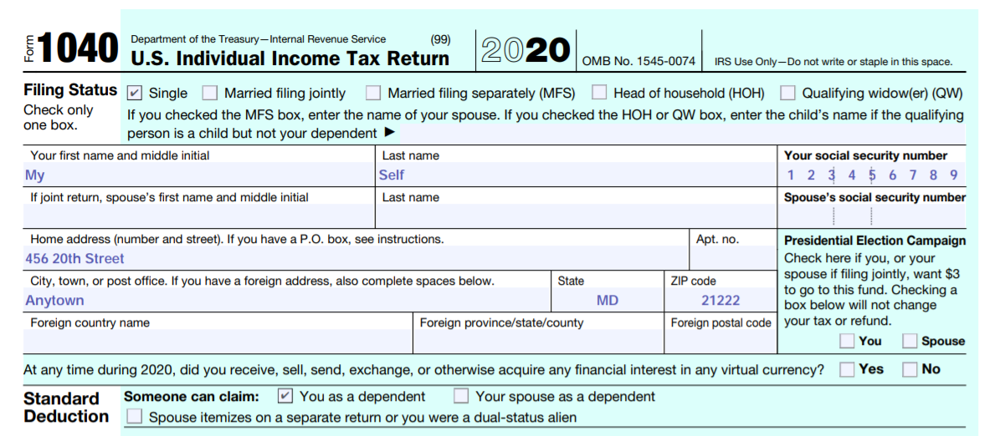 Form 1040 Department of the Treasury—Internal Revenue Service (99) U.S. Individual Income Tax Return 2020 OMB No. 1545-0074 IRS Use Only—Do not write or staple in this space.
Filing Status Check only one box. ✔ Single Married filing jointly Married filing separately (MFS) Head of household (HOH) Qualifying widow(er) (QW)
If you checked the MFS box, enter the name of your spouse. If you checked the HOH or QW box, enter the child's name if the qualifying
person is a child but not your dependent ▶
Your first name and middle initial Last name Your social security number
My Self 1 2 3 4 5 6 7 8 9
If joint return, spouse's first name and middle initial Last name Spouse's social security number
Home address (number and street). If you have a P.O. box, see instructions. Apt. no.
456 20th Street
City, town, or post office. If you have a foreign address, also complete spaces below. State ZIP code
Anytown MD 21222
Foreign country name Foreign province/state/county Foreign postal code
Presidential Election Campaign
Check here if you, or your
spouse if filing jointly, want $3
to go to this fund. Checking a
box below will not change
your tax or refund.
You Spouse
At any time during 2020, did you receive, sell, send, exchange, or otherwise acquire any financial interest in any virtual currency? Yes No
Standard Deduction
Someone can claim: ✔ You as a dependent Your spouse as a dependent
Spouse itemizes on a separate return or you were a dual-status alien